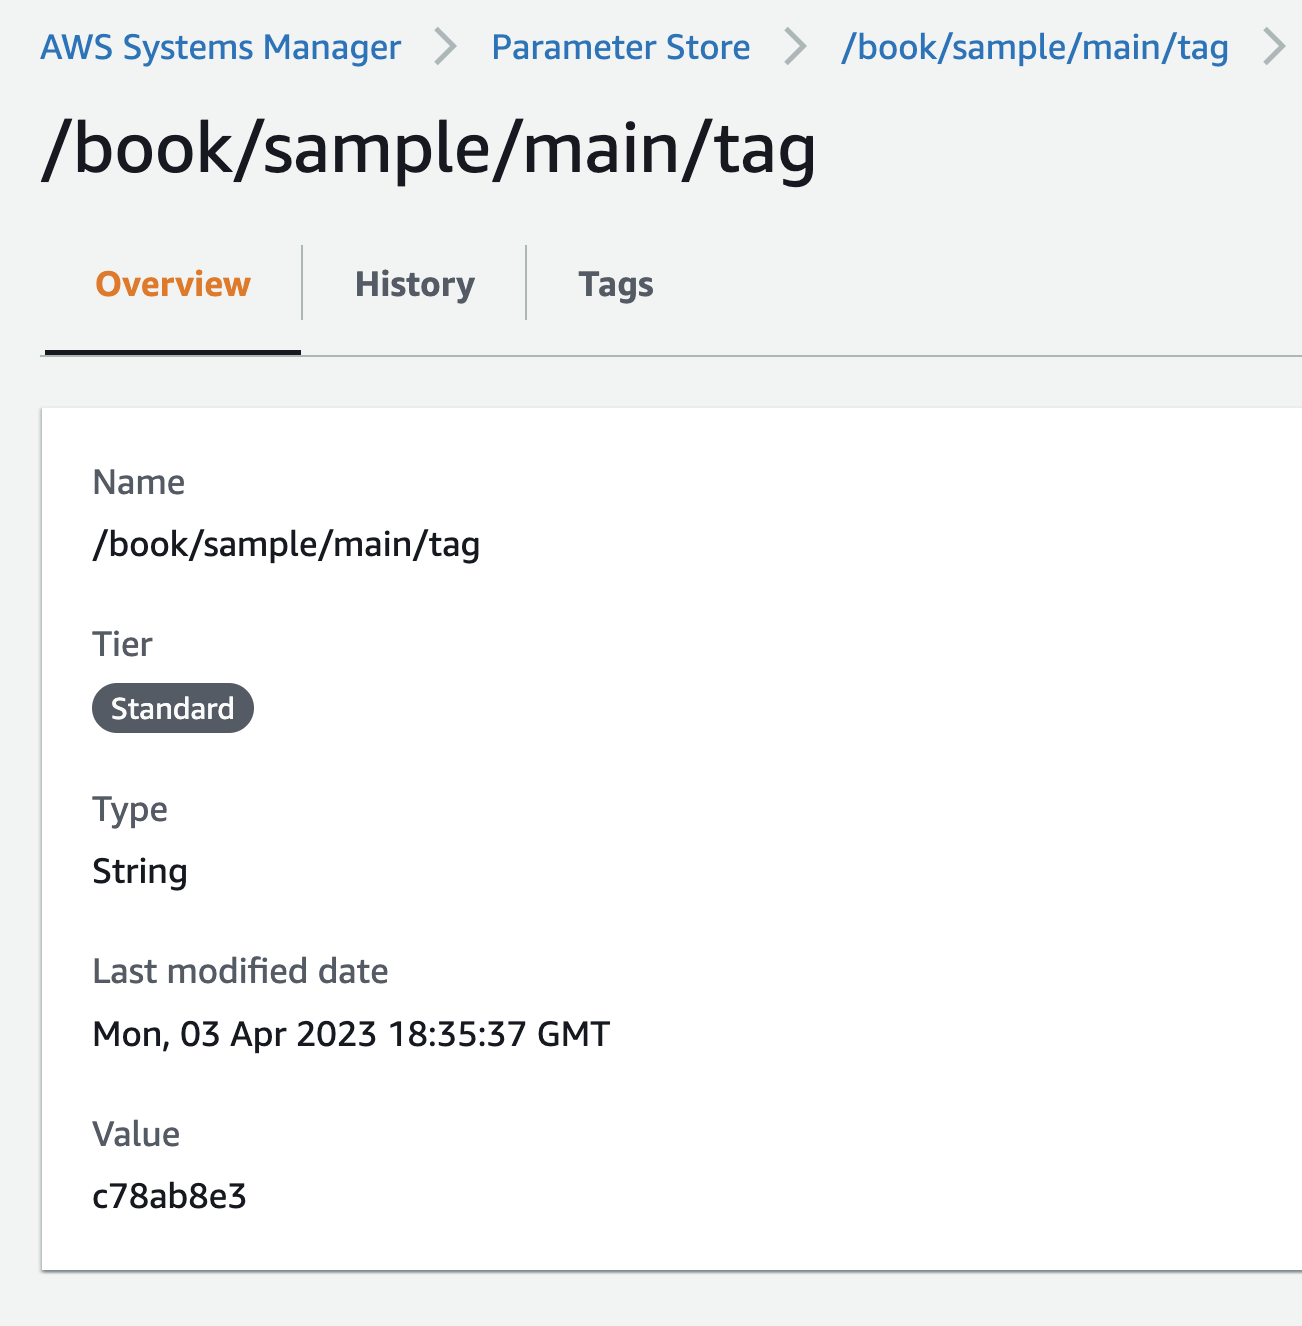 AWS Systems Manager > Parameter Store > /book/sample/main/tag >
/book/sample/main/tag
Overview History Tags
Name
/book/sample/main/tag
Tier
Standard
Type
String
Last modified date
Mon, 03 Apr 2023 18:35:37 GMT
Value
c78ab8e3